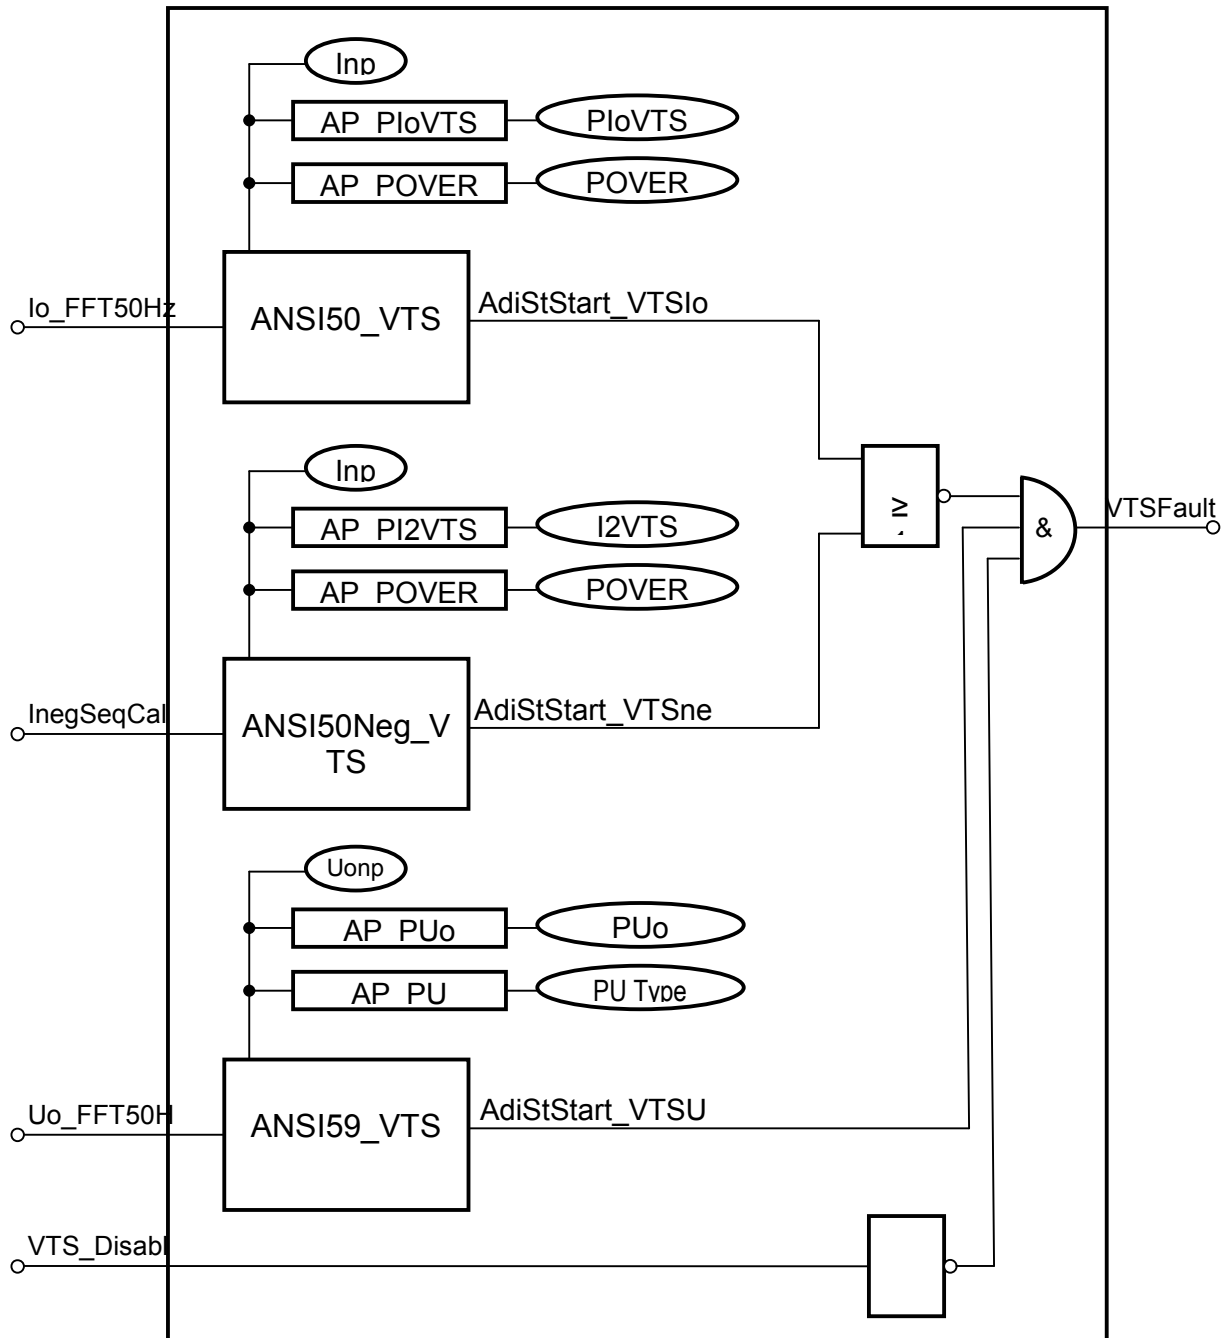 Inp
AP_PIoVTS
PIoVTS
AP_POVER
POVER
Io_FFT50Hz
ANSI50_VTS
AdiStStart_VTSIo
Inp
AP_PI2VTS
I2VTS
AP_POVER
POVER
&
VTSFault
InegSeqCal
ANSI50Neg_V
TS
AdiStStart_VTSne
Uonp
AP_PUo
PUo
AP_PU
PU Type
Uo_FFT50H
ANSI59_VTS
AdiStStart_VTSU
VTS_Disabl